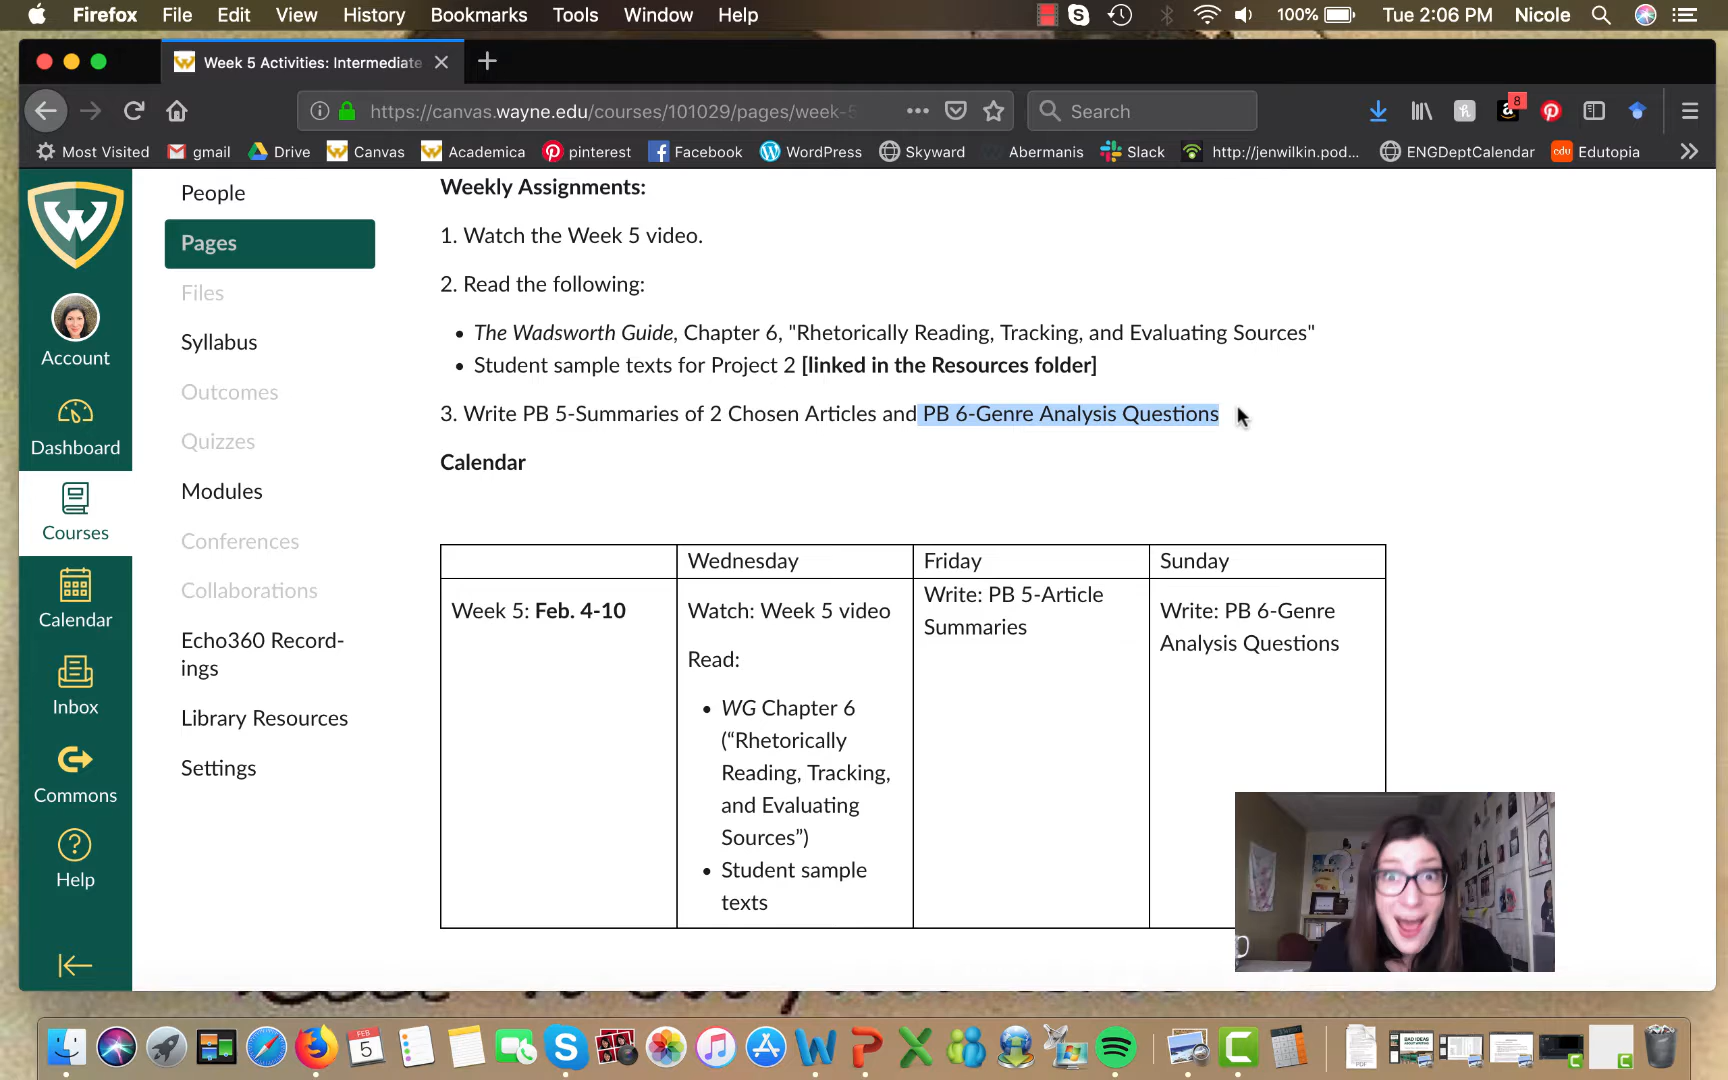 Firefox File Edit View History Bookmarks Tools Window Help 100% Tue 2:06 PM Nicole
Week 5 Activities: Intermediate
https://canvas.wayne.edu/courses/101029/pages/week-5 Search 8
Most Visited gmail Drive Canvas Academica pinterest Facebook WordPress Skyward Abermanis Slack http://jenwilkin.pod... ENGDeptCalendar edu Edutopia
Account
Dashboard
Courses
Calendar
Inbox
Commons
Help
People
Pages
Files
Syllabus
Outcomes
Quizzes
Modules
Conferences
Collaborations
Echo360 Record-
ings
Library Resources
Settings
Weekly Assignments:
1. Watch the Week 5 video.
2. Read the following:
• The Wadsworth Guide, Chapter 6, "Rhetorically Reading, Tracking, and Evaluating Sources"
• Student sample texts for Project 2 [linked in the Resources folder]
3. Write PB 5-Summaries of 2 Chosen Articles and PB 6-Genre Analysis Questions
Calendar
Wednesday Friday Sunday
Week 5: Feb. 4-10
Watch: Week 5 video
Read:
• WG Chapter 6
(“Rhetorically
Reading, Tracking,
and Evaluating
Sources”)
• Student sample
texts
Write: PB 5-Article
Summaries
Write: PB 6-Genre
Analysis Questions
FEB
5